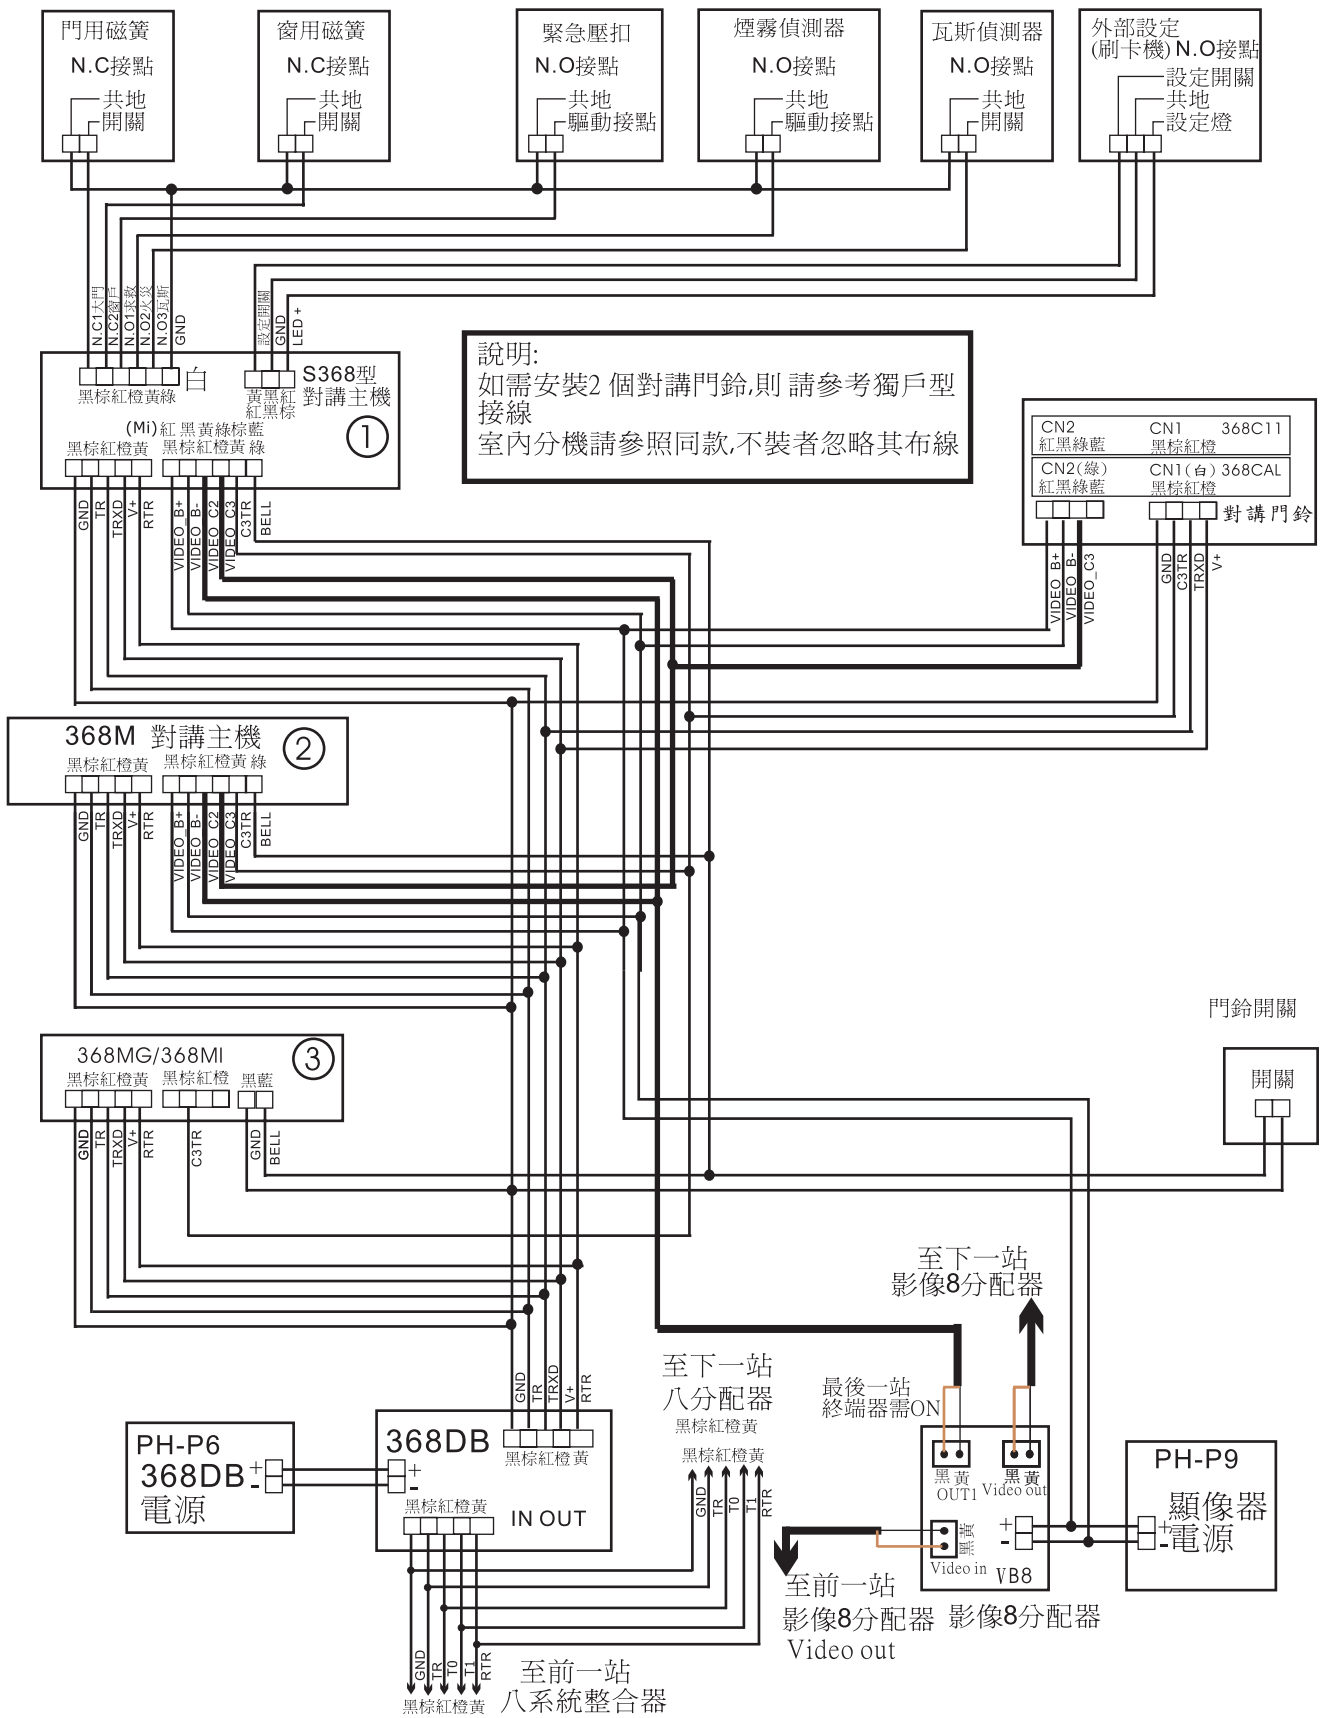 門用磁簧
N.C接點
共地
開關
窗用磁簧
N.C接點
共地
開關
緊急壓扣
N.O接點
共地
驅動接點
煙霧偵測器
N.O接點
共地
驅動接點
瓦斯偵測器
N.O接點
共地
開關
外部設定
(刷卡機)N.O接點
設定開關
共地
設定燈
N.C1大門
N.C2窗戶
N.O1求救
N.O2火災
N.O3瓦斯
GND
設定開關
GND
LED +
黑棕紅橙黃綠
白
黃黑紅
紅黑棕
S368型
對講主機
1
(Mi)紅 黑黃綠棕藍
黑棕紅橙黃
黑棕紅橙黃 綠
GND
TR
TRXD
V+
RTR
VIDEO_B+
VIDEO_B-
VIDEO_C2
VIDEO_C3
C3TR
BELL
說明:
如需安裝2 個對講門鈴,則 請參考獨戶型
接線
室內分機請參照同款,不裝者忽略其布線
CN2
紅黑綠藍
CN1
黑棕紅橙
368C11
CN2(綠)
紅黑綠藍
CN1(白)
黑棕紅橙
368CAL
對講門鈴
VIDEO_B+
VIDEO_B-
VIDEO_C3
GND
C3TR
TRXD
V+
368M 對講主機
2
黑棕紅橙黃
黑棕紅橙黃 綠
GND
TR
TRXD
V+
RTR
VIDEO_B+
VIDEO_B-
VIDEO_C2
VIDEO_C3
C3TR
BELL
368MG/368MI
3
黑棕紅橙黃
黑棕紅橙
黑藍
GND
TR
TRXD
V+
RTR
C3TR
GND
BELL
門鈴開關
開關
至下一站
影像8分配器
至下一站
八分配器
黑棕紅橙黃
黑棕紅橙黃
GND
TR
T0
T1
RTR
最後一站
終端器需ON
GND
TR
TRXD
V+
RTR
PH-P6
368DB
電源
+
-
368DB
黑棕紅橙黃
+
-
黑棕紅橙黃
IN OUT
GND
TR
T0
T1
RTR
黑棕紅橙黃
至前一站
八系統整合器
黑 黃
OUT1
黑 黃
Video out
黑黃
Video in
+
-
VB8
影像8分配器
至前一站
影像8分配器
Video out
PH-P9
顯像器
電源
+
-